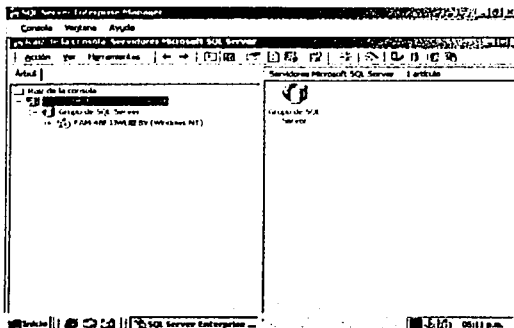 SQL Server Enterprise Manager
Consola Ventana Ayuda
Raíz de la consola\Servidores Microsoft SQL Server
Acción Ver Herramientas
Árbol
Servidores Microsoft SQL Server 1 artículo
Raíz de la consola
Grupo de SQL Server
(Windows NT)
Grupo de SQL
Server
Inicio
SQL Server Enterprise ...
05:11 p.m.